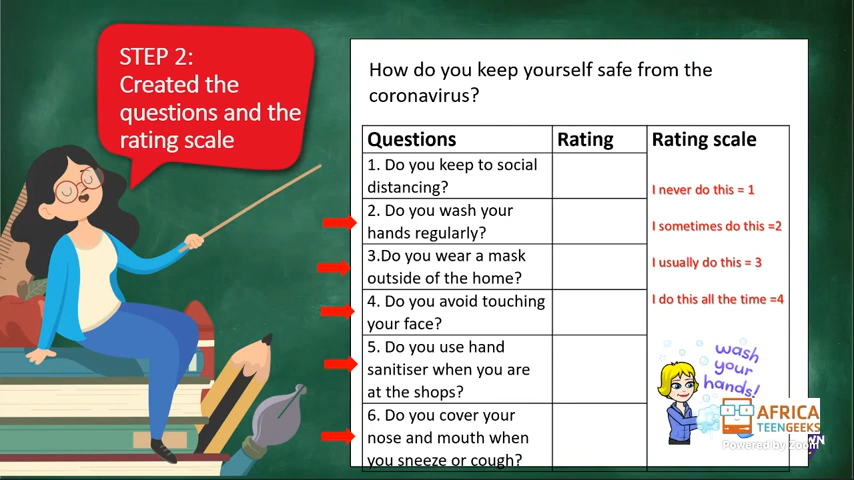 STEP 2:
Created the
questions and the
rating scale
How do you keep yourself safe from the
coronavirus?
Questions
Rating
Rating scale
1. Do you keep to social
distancing?
2. Do you wash your
hands regularly?
3.Do you wear a mask
outside of the home?
4. Do you avoid touching
your face?
5. Do you use hand
sanitiser when you are
at the shops?
6. Do you cover your
nose and mouth when
you sneeze or cough?
I never do this = 1
I sometimes do this =2
I usually do this = 3
I do this all the time =4
wash
your
hands!
AFRICA
TEENGEEKS
Powered by Zoom